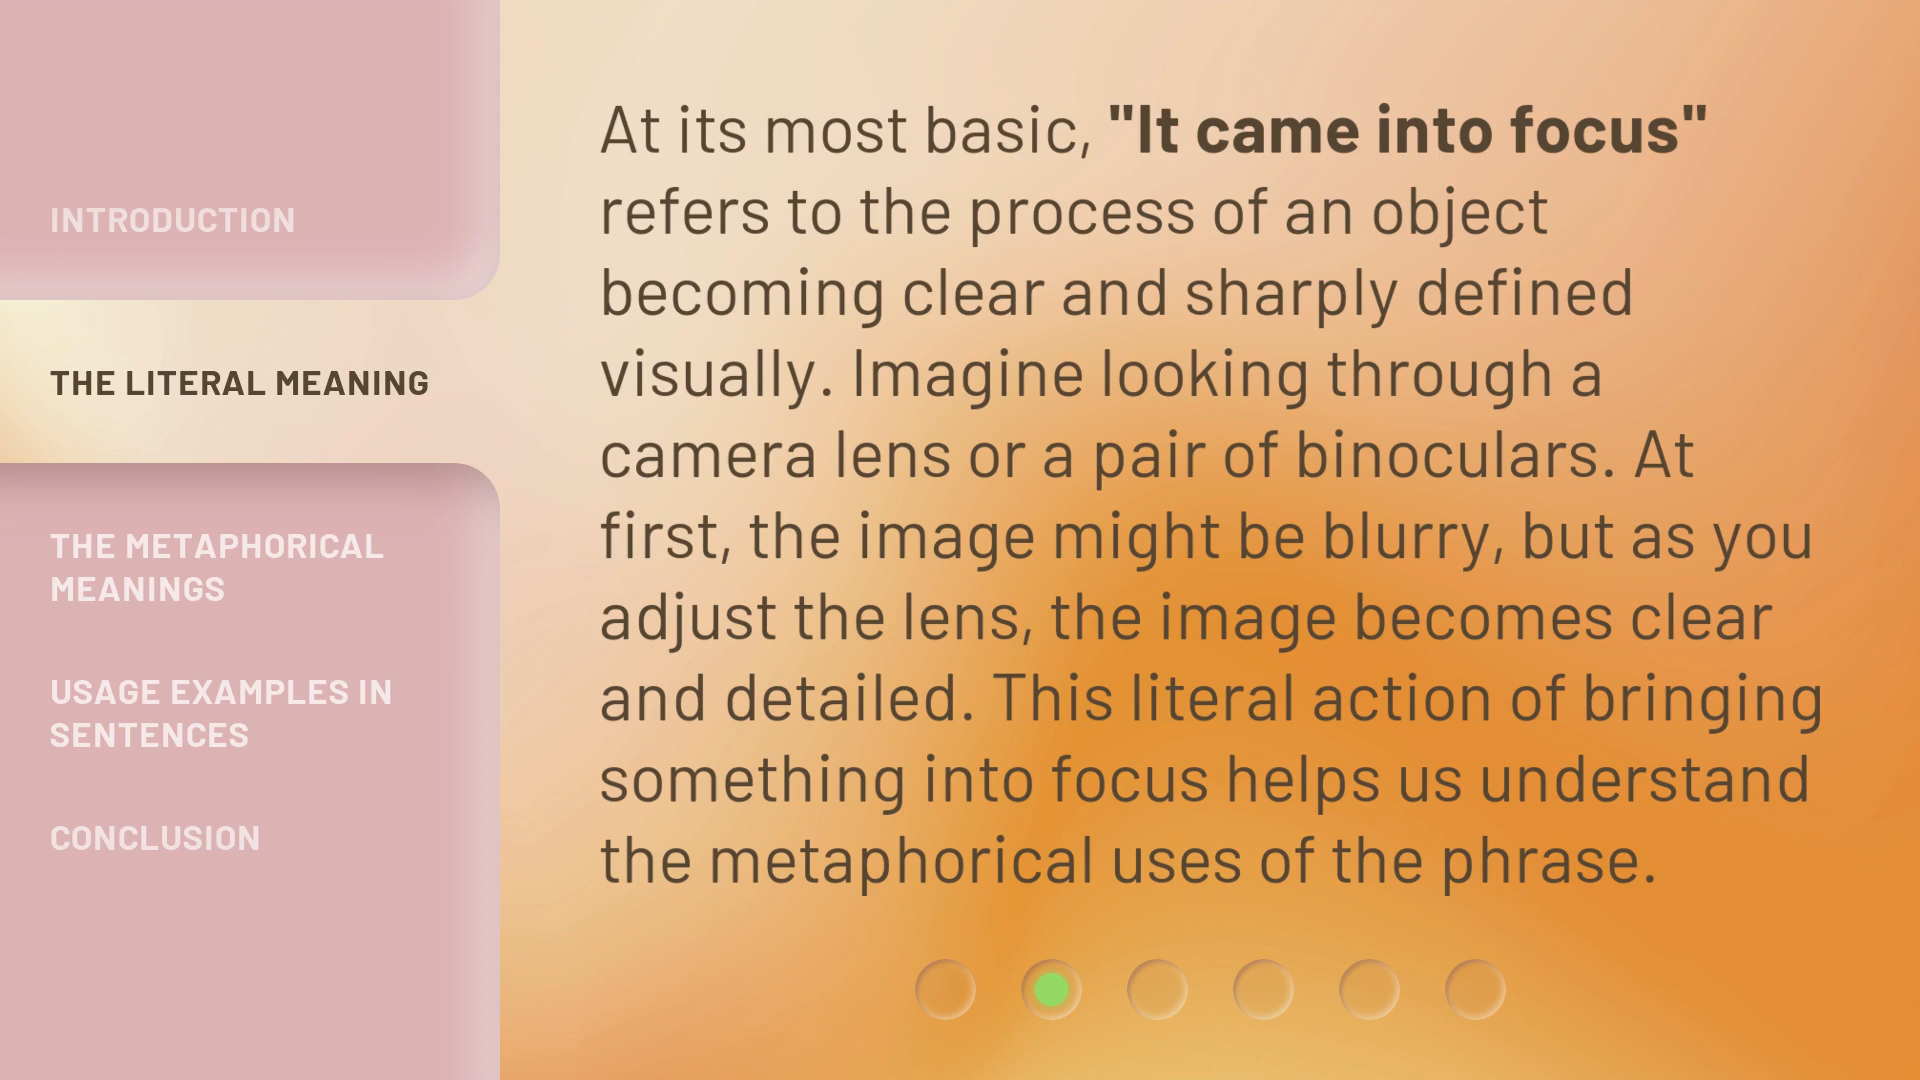 INTRODUCTION
THE LITERAL MEANING
THE METAPHORICAL
MEANINGS
USAGE EXAMPLES IN
SENTENCES
CONCLUSION
At its most basic, "It came into focus"
refers to the process of an object
becoming clear and sharply defined
visually. Imagine looking through a
camera lens or a pair of binoculars. At
first, the image might be blurry, but as you
adjust the lens, the image becomes clear
and detailed. This literal action of bringing
something into focus helps us understand
the metaphorical uses of the phrase.